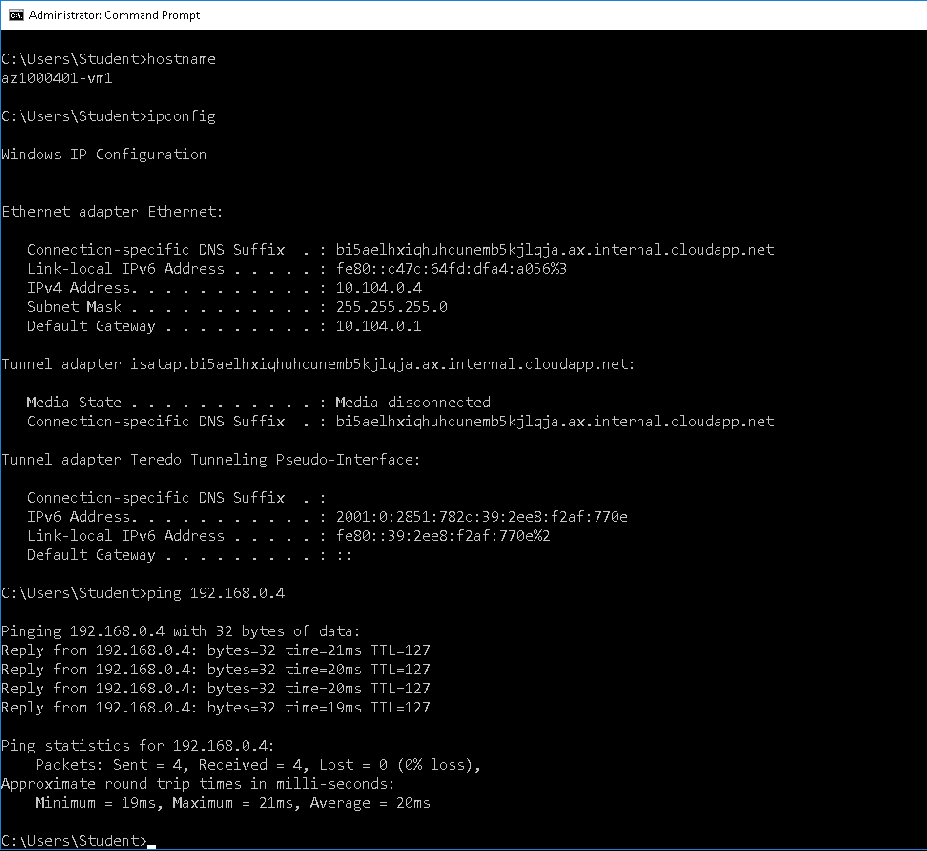 Administrator: Command Prompt
C:\Users\Student>hostname
az1000401-vm1
C:\Users\Student>ipconfig
Windows IP Configuration
Ethernet adapter Ethernet:
Connection-specific DNS Suffix . : bi5aelhxiqhuhcunemb5kjlqja.ax.internal.cloudapp.net
Link-local IPv6 Address . . . . . : fe80::c47c:64fd:dfa4:a056%3
IPv4 Address. . . . . . . . . . . : 10.104.0.4
Subnet Mask . . . . . . . . . . . : 255.255.255.0
Default Gateway . . . . . . . . . : 10.104.0.1
Tunnel adapter isatap.bi5aelhxiqhuhcunemb5kjlqja.ax.internal.cloudapp.net:
Media State . . . . . . . . . . . : Media disconnected
Connection-specific DNS Suffix . : bi5aelhxiqhuhcunemb5kjlqja.ax.internal.cloudapp.net
Tunnel adapter Teredo Tunneling Pseudo-Interface:
Connection-specific DNS Suffix . :
IPv6 Address. . . . . . . . . . . : 2001:0:2851:782c:39:2ee8:f2af:770e
Link-local IPv6 Address . . . . . : fe80::39:2ee8:f2af:770e%2
Default Gateway . . . . . . . . . : ::
C:\Users\Student>ping 192.168.0.4
Pinging 192.168.0.4 with 32 bytes of data:
Reply from 192.168.0.4: bytes=32 time=21ms TTL=127
Reply from 192.168.0.4: bytes=32 time=20ms TTL=127
Reply from 192.168.0.4: bytes=32 time=20ms TTL=127
Reply from 192.168.0.4: bytes=32 time=19ms TTL=127
Ping statistics for 192.168.0.4:
Packets: Sent = 4, Received = 4, Lost = 0 (0% loss),
Approximate round trip times in milli-seconds:
Minimum = 19ms, Maximum = 21ms, Average = 20ms
C:\Users\Student>